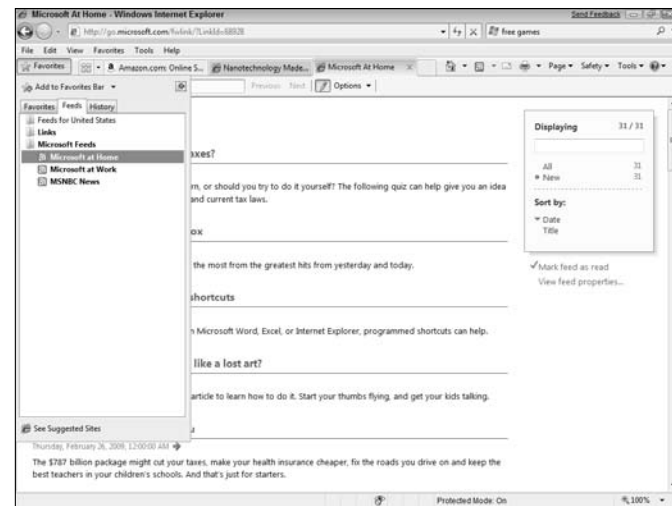 Microsoft At Home - Windows Internet Explorer
Send Feedback
http://go.microsoft.com/fwlink/?LinkId=68928
free games
File Edit View Favorites Tools Help
Favorites
Amazon.com: Online S...
Nanotechnology Made...
Microsoft At Home
Page
Safety
Tools
Add to Favorites Bar
Previous Next
Options
Favorites Feeds History
Feeds for United States
Links
Microsoft Feeds
Microsoft at Home
Microsoft at Work
MSNBC News
See Suggested Sites
Displaying 31 / 31
All 31
New 31
Sort by:
Date
Title
Mark feed as read
View feed properties...
axes?
rn, or should you try to do it yourself? The following quiz can help give you an idea
and current tax laws.
ox
the most from the greatest hits from yesterday and today.
shortcuts
n Microsoft Word, Excel, or Internet Explorer, programmed shortcuts can help.
like a lost art?
article to learn how to do it. Start your thumbs flying, and get your kids talking.
Thursday, February 26, 2009, 12:00:00 AM
The $787 billion package might cut your taxes, make your health insurance cheaper, fix the roads you drive on and keep the
best teachers in your children's schools. And that's just for starters.
Protected Mode: On
100%